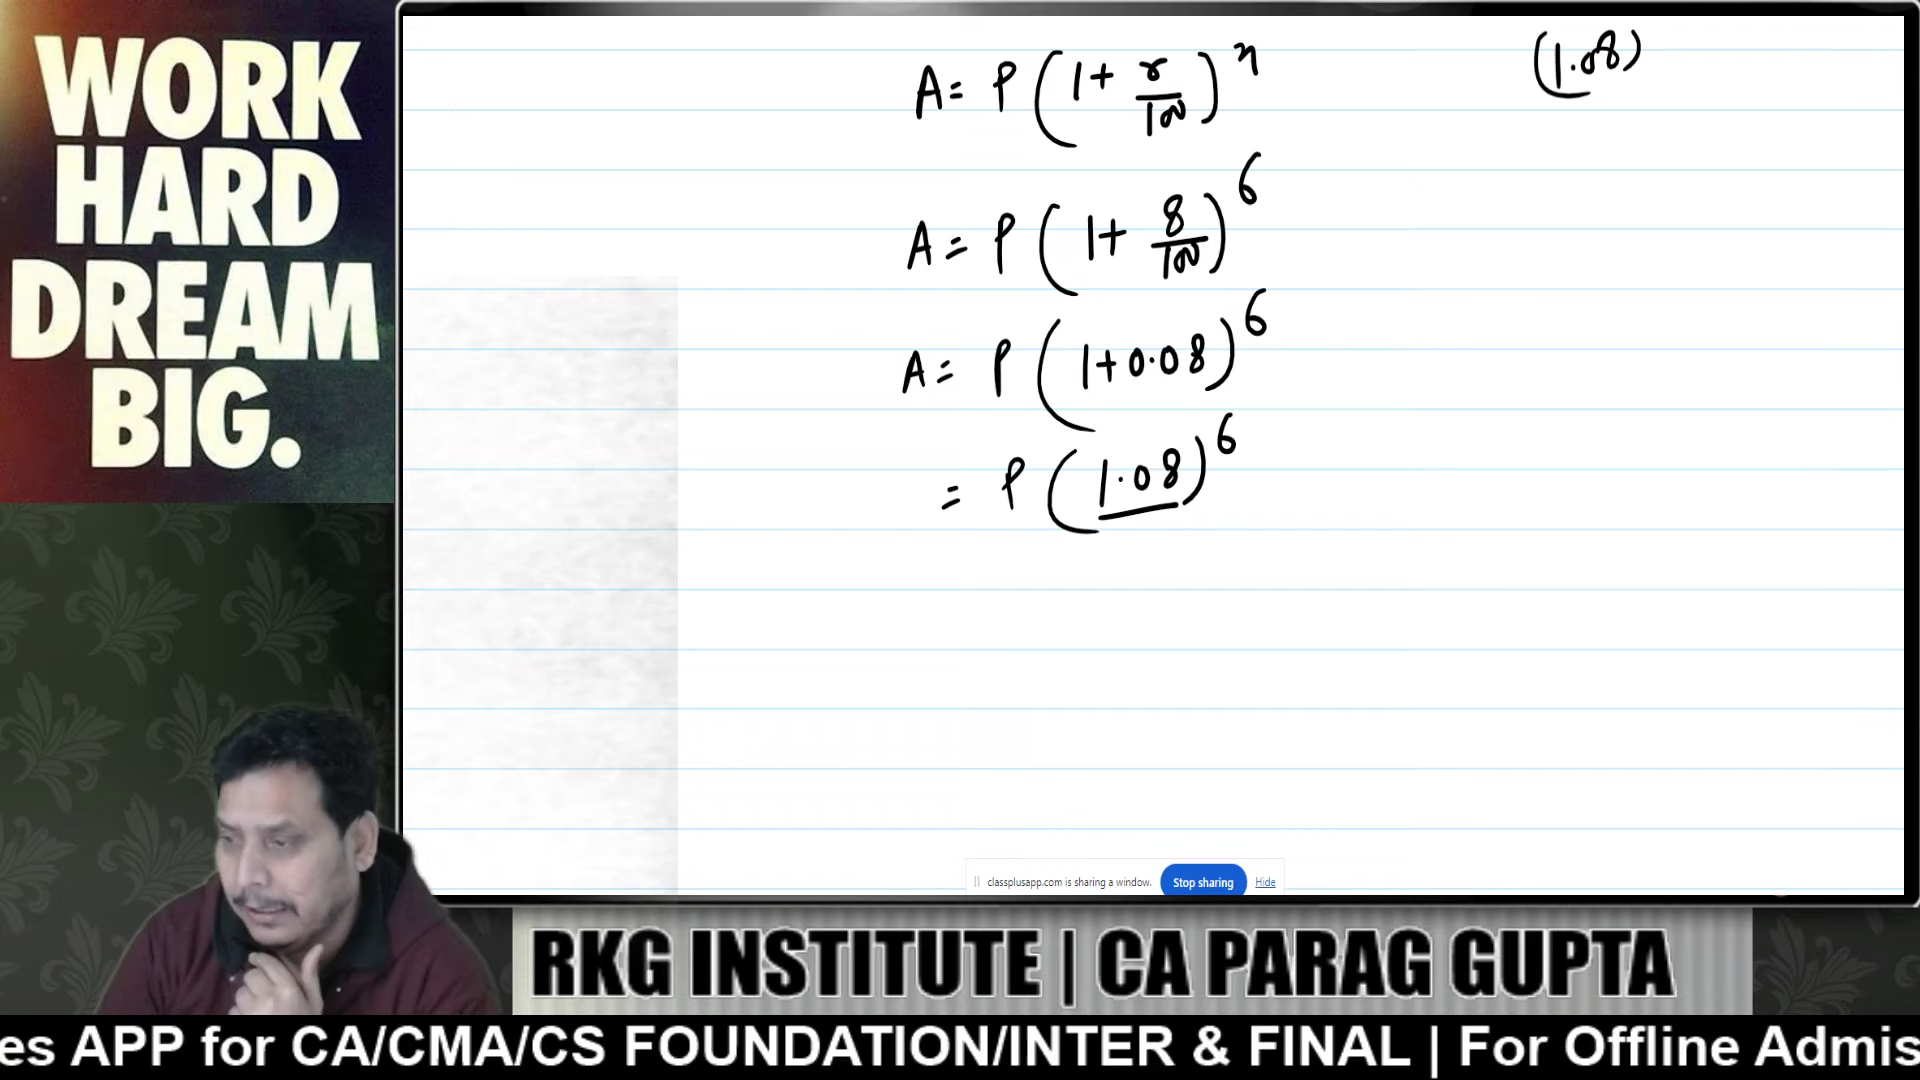 WORK
HARD
DREAM
BIG.
A = P (1 + r/100)^n
(1.08)
A = P (1 + 8/100)^6
A = P (1 + 0.08)^6
= P (1.08)^6
classplusapp.com is sharing a window. Stop sharing Hide
RKG INSTITUTE | CA PARAG GUPTA
es APP for CA/CMA/CS FOUNDATION/INTER & FINAL | For Offline Admis